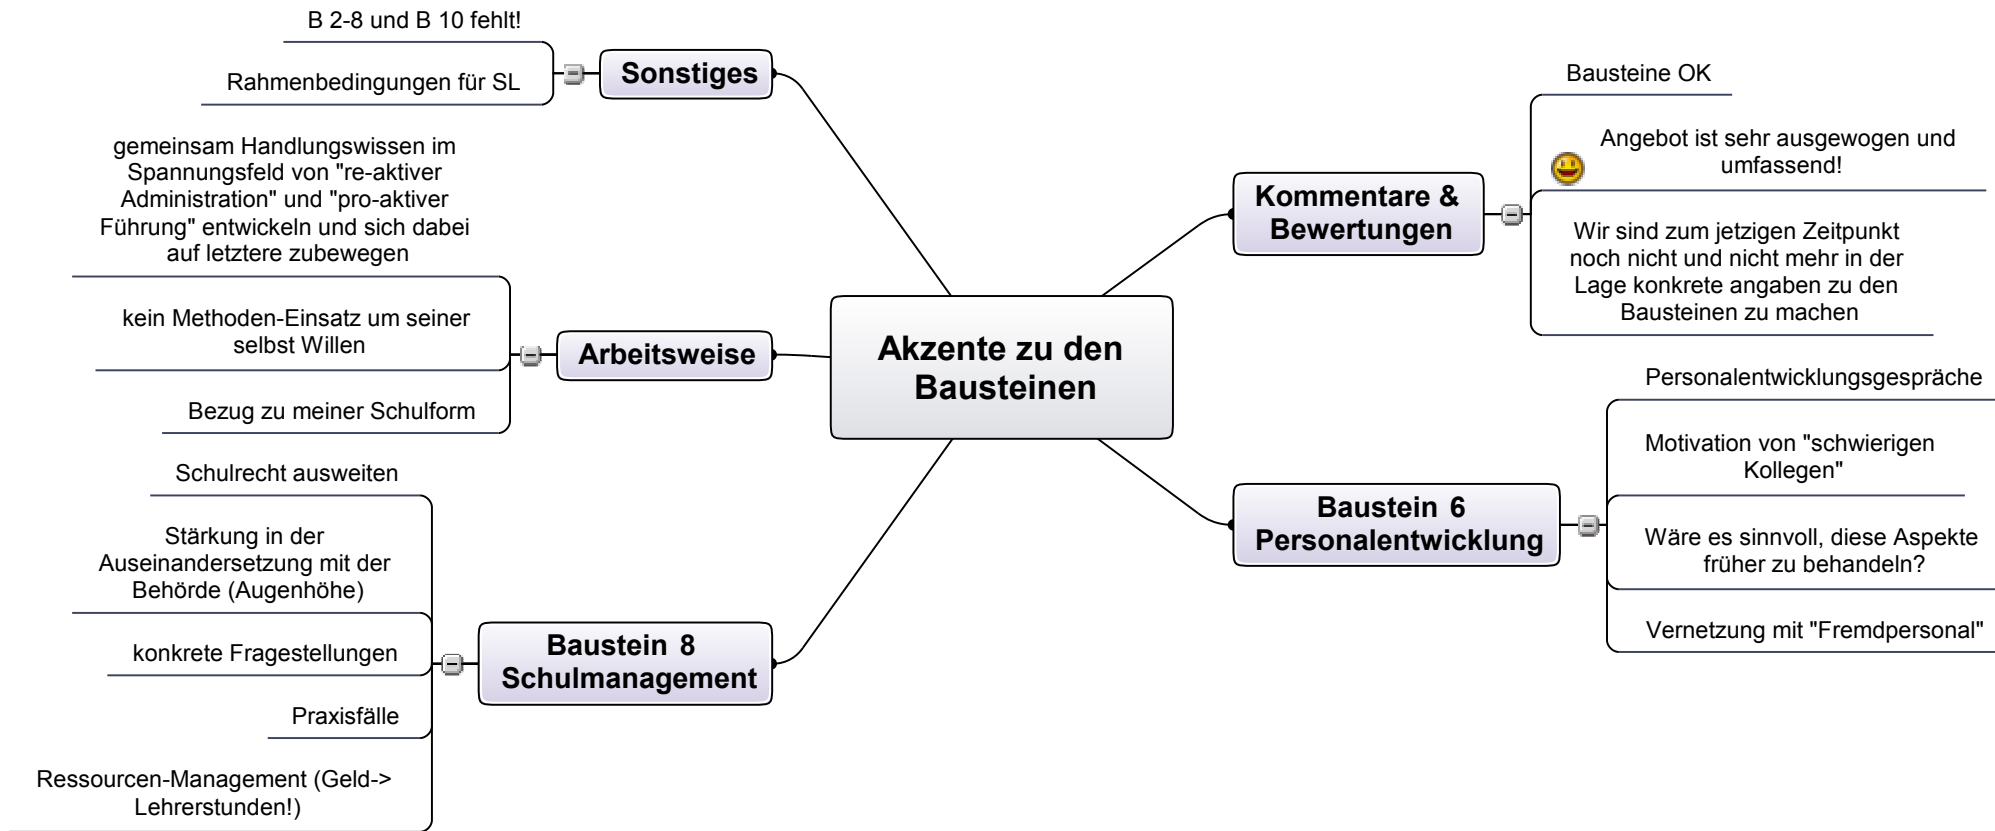 Akzente zu den
Bausteinen
Kommentare &
Bewertungen
Bausteine OK
Angebot ist sehr ausgewogen und
umfassend!
Wir sind zum jetzigen Zeitpunkt
noch nicht und nicht mehr in der
Lage konkrete angaben zu den
Bausteinen zu machen
Baustein 6
Personalentwicklung
Personalentwicklungsgespräche
Motivation von "schwierigen
Kollegen"
Wäre es sinnvoll, diese Aspekte
früher zu behandeln?
Vernetzung mit "Fremdpersonal"
Sonstiges
B 2-8 und B 10 fehlt!
Rahmenbedingungen für SL
Arbeitsweise
gemeinsam Handlungswissen im
Spannungsfeld von "re-aktiver
Administration" und "pro-aktiver
Führung" entwickeln und sich dabei
auf letztere zubewegen
kein Methoden-Einsatz um seiner
selbst Willen
Bezug zu meiner Schulform
Baustein 8
Schulmanagement
Schulrecht ausweiten
Stärkung in der
Auseinandersetzung mit der
Behörde (Augenhöhe)
konkrete Fragestellungen
Praxisfälle
Ressourcen-Management (Geld->
Lehrerstunden!)